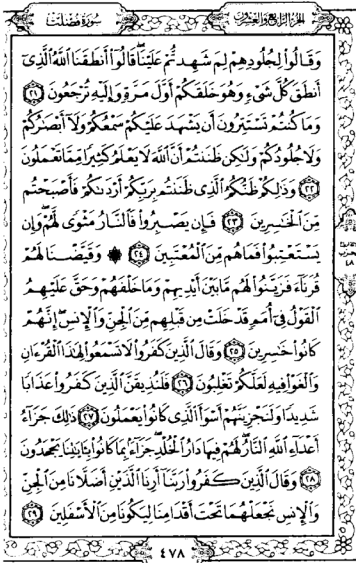 الجزء الرابع والعشرون
سورة فصلت
وَقَالُوا۟ لِجُلُودِهِمْ لِمَ شَهِدتُّمْ عَلَيْنَا ۖ قَالُوٓا۟ أَنطَقَنَا ٱللَّهُ ٱلَّذِىٓ
أَنطَقَ كُلَّ شَىْءٍ وَهُوَ خَلَقَكُمْ أَوَّلَ مَرَّةٍ وَإِلَيْهِ تُرْجَعُونَ ٢١
وَمَا كُنتُمْ تَسْتَتِرُونَ أَن يَشْهَدَ عَلَيْكُمْ سَمْعُكُمْ وَلَآ أَبْصَٰرُكُمْ
وَلَا جُلُودُكُمْ وَلَٰكِن ظَنَنتُمْ أَنَّ ٱللَّهَ لَا يَعْلَمُ كَثِيرًا مِّمَّا تَعْمَلُونَ
٢٢ وَذَٰلِكُمْ ظَنُّكُمُ ٱلَّذِى ظَنَنتُم بِرَبِّكُمْ أَرْدَىٰكُمْ فَأَصْبَحْتُم
مِّنَ ٱلْخَٰسِرِينَ ٢٣ فَإِن يَصْبِرُوا۟ فَٱلنَّارُ مَثْوًى لَّهُمْ ۖ وَإِن
يَسْتَعْتِبُوا۟ فَمَا هُم مِّنَ ٱلْمُعْتَبِينَ ٢٤ ۞ وَقَيَّضْنَا لَهُمْ
قُرَنَآءَ فَزَيَّنُوا۟ لَهُم مَّا بَيْنَ أَيْدِيهِمْ وَمَا خَلْفَهُمْ وَحَقَّ عَلَيْهِمُ
ٱلْقَوْلُ فِىٓ أُمَمٍ قَدْ خَلَتْ مِن قَبْلِهِم مِّنَ ٱلْجِنِّ وَٱلْإِنسِ ۖ إِنَّهُمْ
كَانُوا۟ خَٰسِرِينَ ٢٥ وَقَالَ ٱلَّذِينَ كَفَرُوا۟ لَا تَسْمَعُوا۟ لِهَٰذَا ٱلْقُرْءَانِ
وَٱلْغَوْا۟ فِيهِ لَعَلَّكُمْ تَغْلِبُونَ ٢٦ فَلَنُذِيقَنَّ ٱلَّذِينَ كَفَرُوا۟ عَذَابًا
شَدِيدًا وَلَنَجْزِيَنَّهُمْ أَسْوَأَ ٱلَّذِى كَانُوا۟ يَعْمَلُونَ ٢٧ ذَٰلِكَ جَزَآءُ
أَعْدَآءِ ٱللَّهِ ٱلنَّارُ ۖ لَهُمْ فِيهَا دَارُ ٱلْخُلْدِ ۖ جَزَآءًۢ بِمَا كَانُوا۟ بِـَٔايَٰتِنَا يَجْحَدُونَ
٢٨ وَقَالَ ٱلَّذِينَ كَفَرُوا۟ رَبَّنَآ أَرِنَا ٱلَّذَيْنِ أَضَلَّانَا مِنَ ٱلْجِنِّ
وَٱلْإِنسِ نَجْعَلْهُمَا تَحْتَ أَقْدَامِنَا لِيَكُونَا مِنَ ٱلْأَسْفَلِينَ ٢٩
٤٧٨